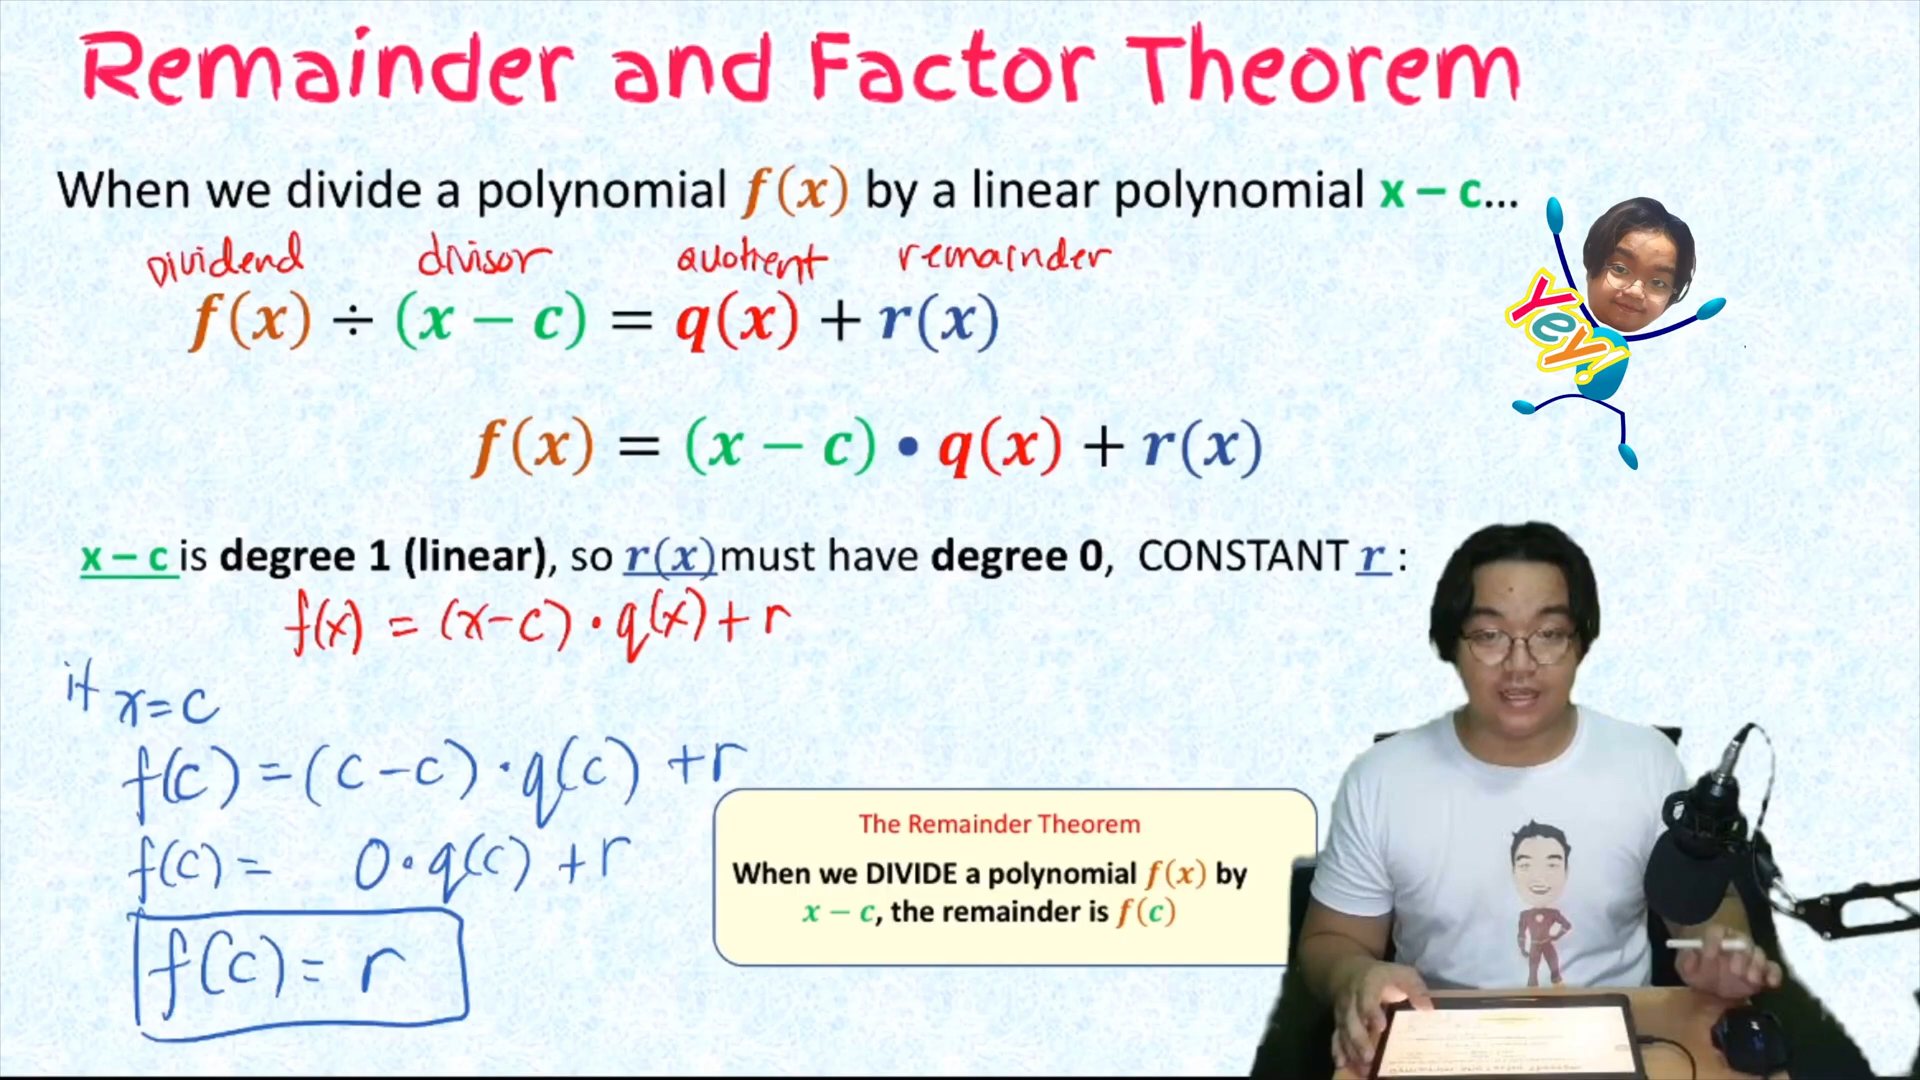 Remainder and Factor Theorem
When we divide a polynomial f(x) by a linear polynomial x – c...
Dividend divisor quotient remainder
f(x) ÷ (x − c) = q(x) + r(x)
Yey!
f(x) = (x − c) • q(x) + r(x)
x – c is degree 1 (linear), so r(x) must have degree 0, CONSTANT r :
f(x) = (x-c) • q(x) + r
if x=c
f(c) = (c-c) • q(c) + r
f(c) = 0 • q(c) + r
f(c) = r
The Remainder Theorem
When we DIVIDE a polynomial f(x) by
x − c, the remainder is f(c)